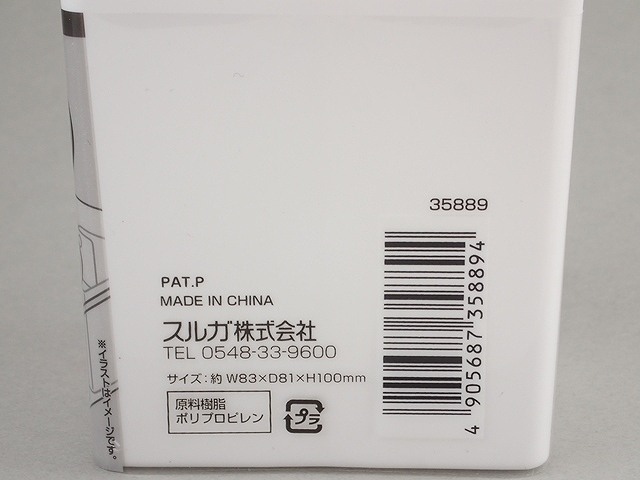 35889
4 905687 358894
PAT.P
MADE IN CHINA
スルガ株式会社
TEL 0548-33-9600
サイズ：約 W83×D81×H100mm
原料樹脂
ポリプロピレン
プラ
※イラストはイメージです。